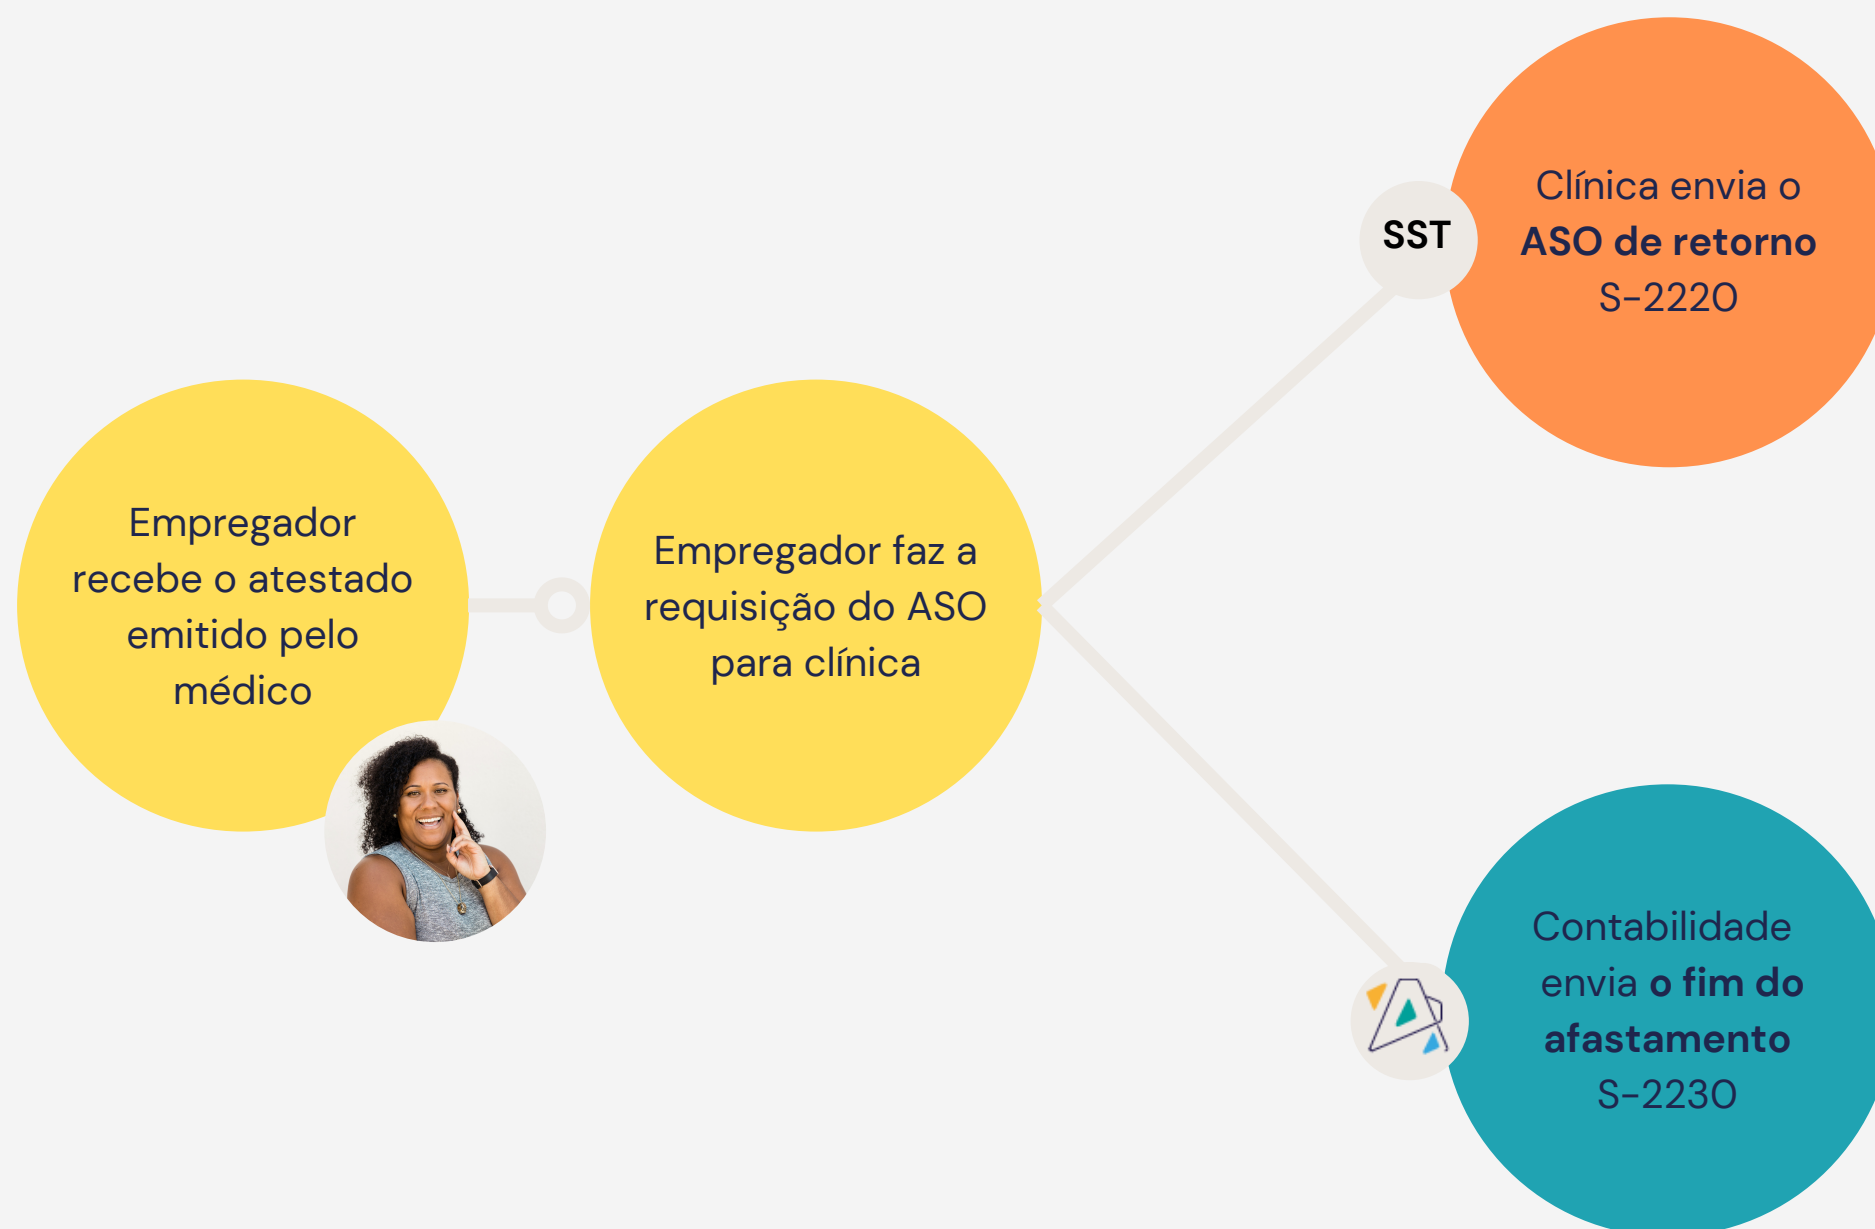 Empregador
recebe o atestado
emitido pelo
médico
Empregador faz a
requisição do ASO
para clínica
SST
Clínica envia o
ASO de retorno
S-2220
Contabilidade
envia o fim do
afastamento
S-2230